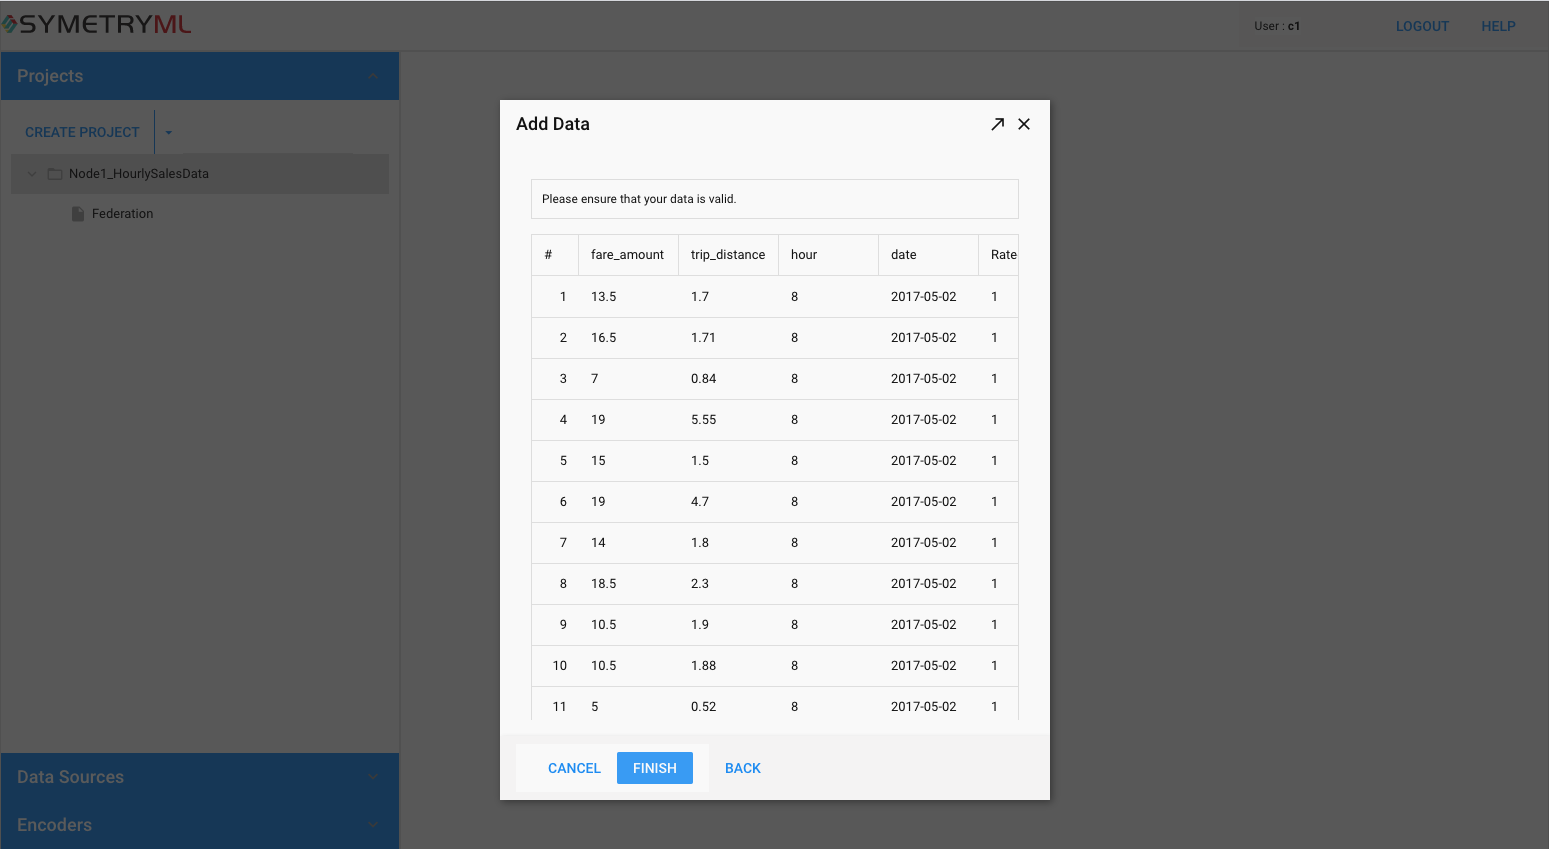 SYMETRYML
User : c1
LOGOUT
HELP
Projects
CREATE PROJECT
Node1_HourlySalesData
Federation
Data Sources
Encoders
Add Data
Please ensure that your data is valid.
# fare_amount trip_distance hour date Rate
1 13.5 1.7 8 2017-05-02 1
2 16.5 1.71 8 2017-05-02 1
3 7 0.84 8 2017-05-02 1
4 19 5.55 8 2017-05-02 1
5 15 1.5 8 2017-05-02 1
6 19 4.7 8 2017-05-02 1
7 14 1.8 8 2017-05-02 1
8 18.5 2.3 8 2017-05-02 1
9 10.5 1.9 8 2017-05-02 1
10 10.5 1.88 8 2017-05-02 1
11 5 0.52 8 2017-05-02 1
CANCEL FINISH BACK